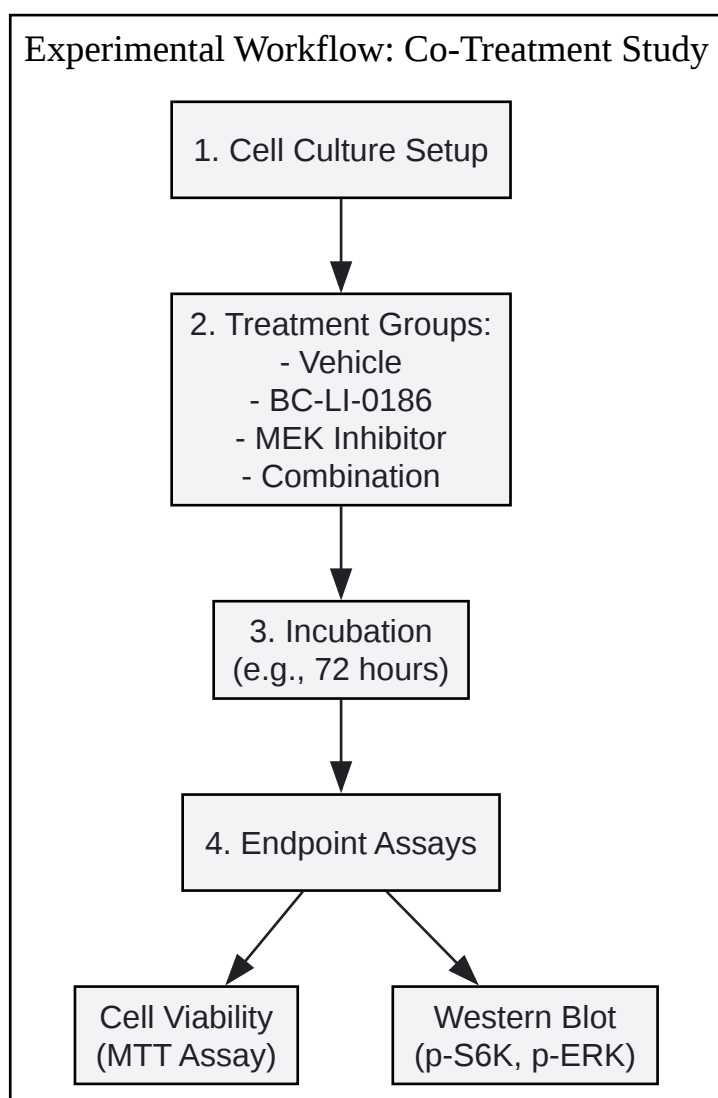 Experimental Workflow: Co-Treatment Study
1. Cell Culture Setup
2. Treatment Groups:
- Vehicle
- BC-LI-0186
- MEK Inhibitor
- Combination
3. Incubation
(e.g., 72 hours)
4. Endpoint Assays
Cell Viability
(MTT Assay)
Western Blot
(p-S6K, p-ERK)